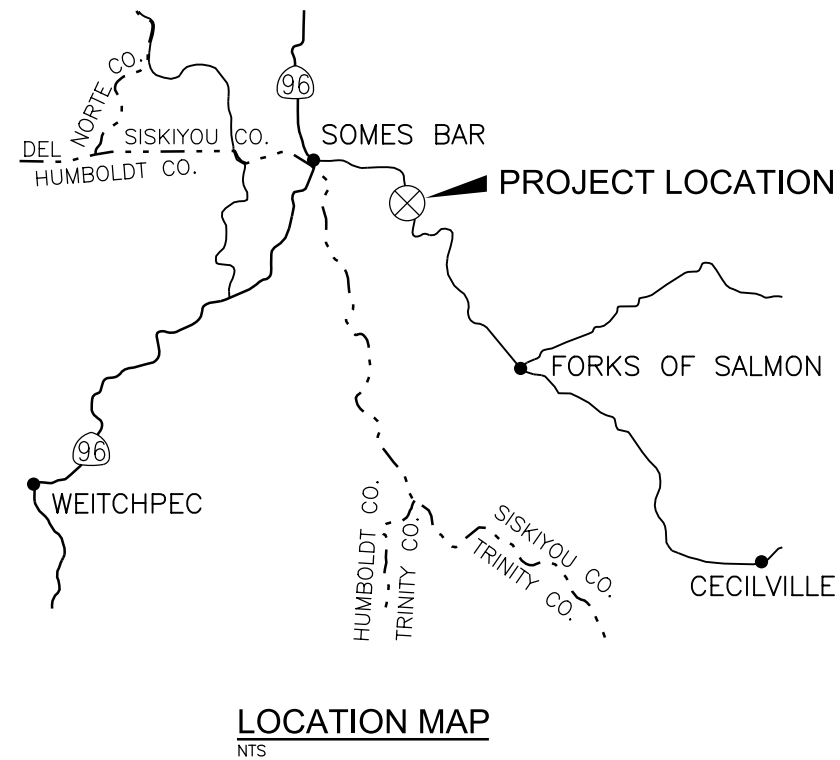 96
SOMES BAR
DEL NORTE CO.
SISKIYOU CO.
HUMBOLDT CO.
PROJECT LOCATION
FORKS OF SALMON
96
WEITCHPEC
HUMBOLDT CO.
TRINITY CO.
SISKIYOU CO.
TRINITY CO.
CECILVILLE
LOCATION MAP
NTS